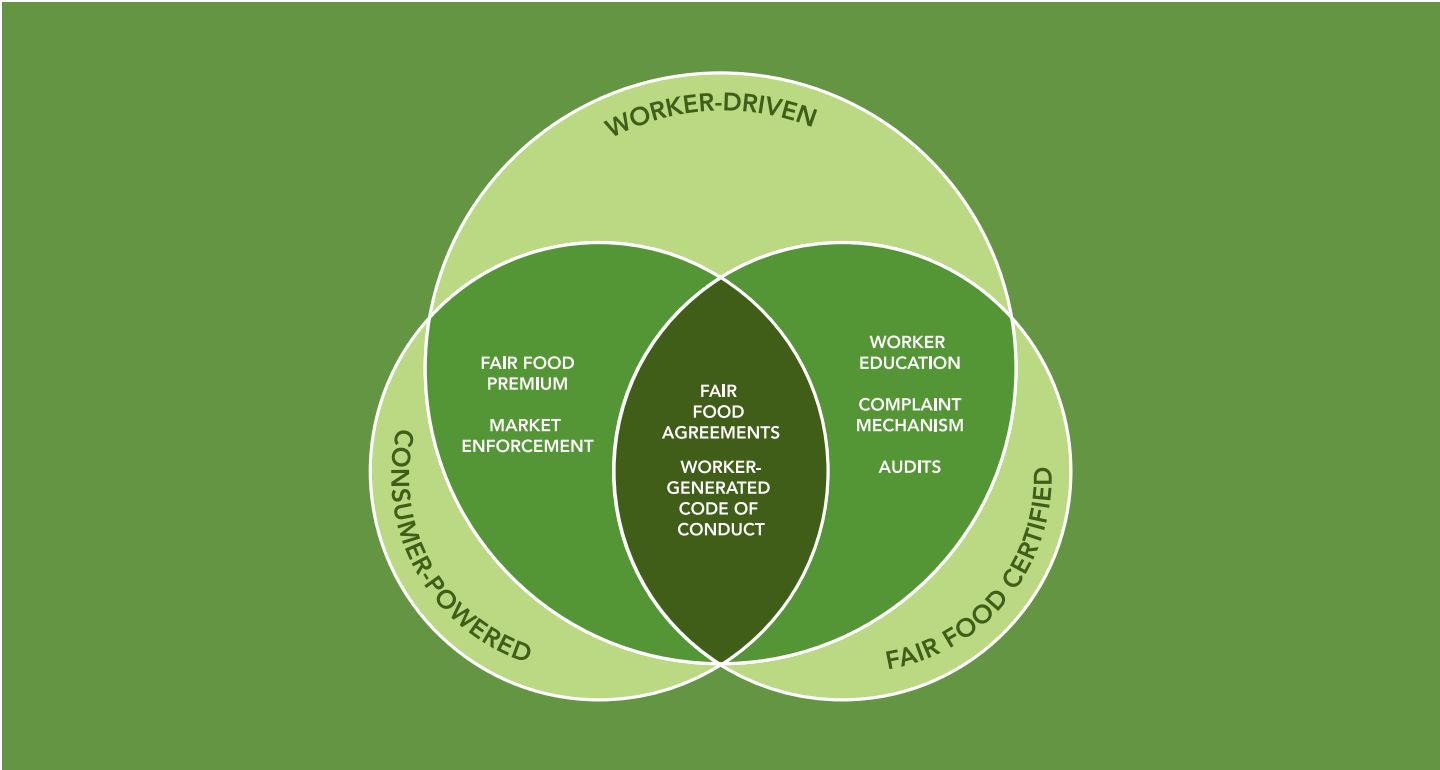 WORKER-DRIVEN
FAIR FOOD
PREMIUM
MARKET
ENFORCEMENT
FAIR
FOOD
AGREEMENTS
WORKER-
GENERATED
CODE OF
CONDUCT
WORKER
EDUCATION
COMPLAINT
MECHANISM
AUDITS
CONSUMER-POWERED
FAIR FOOD CERTIFIED